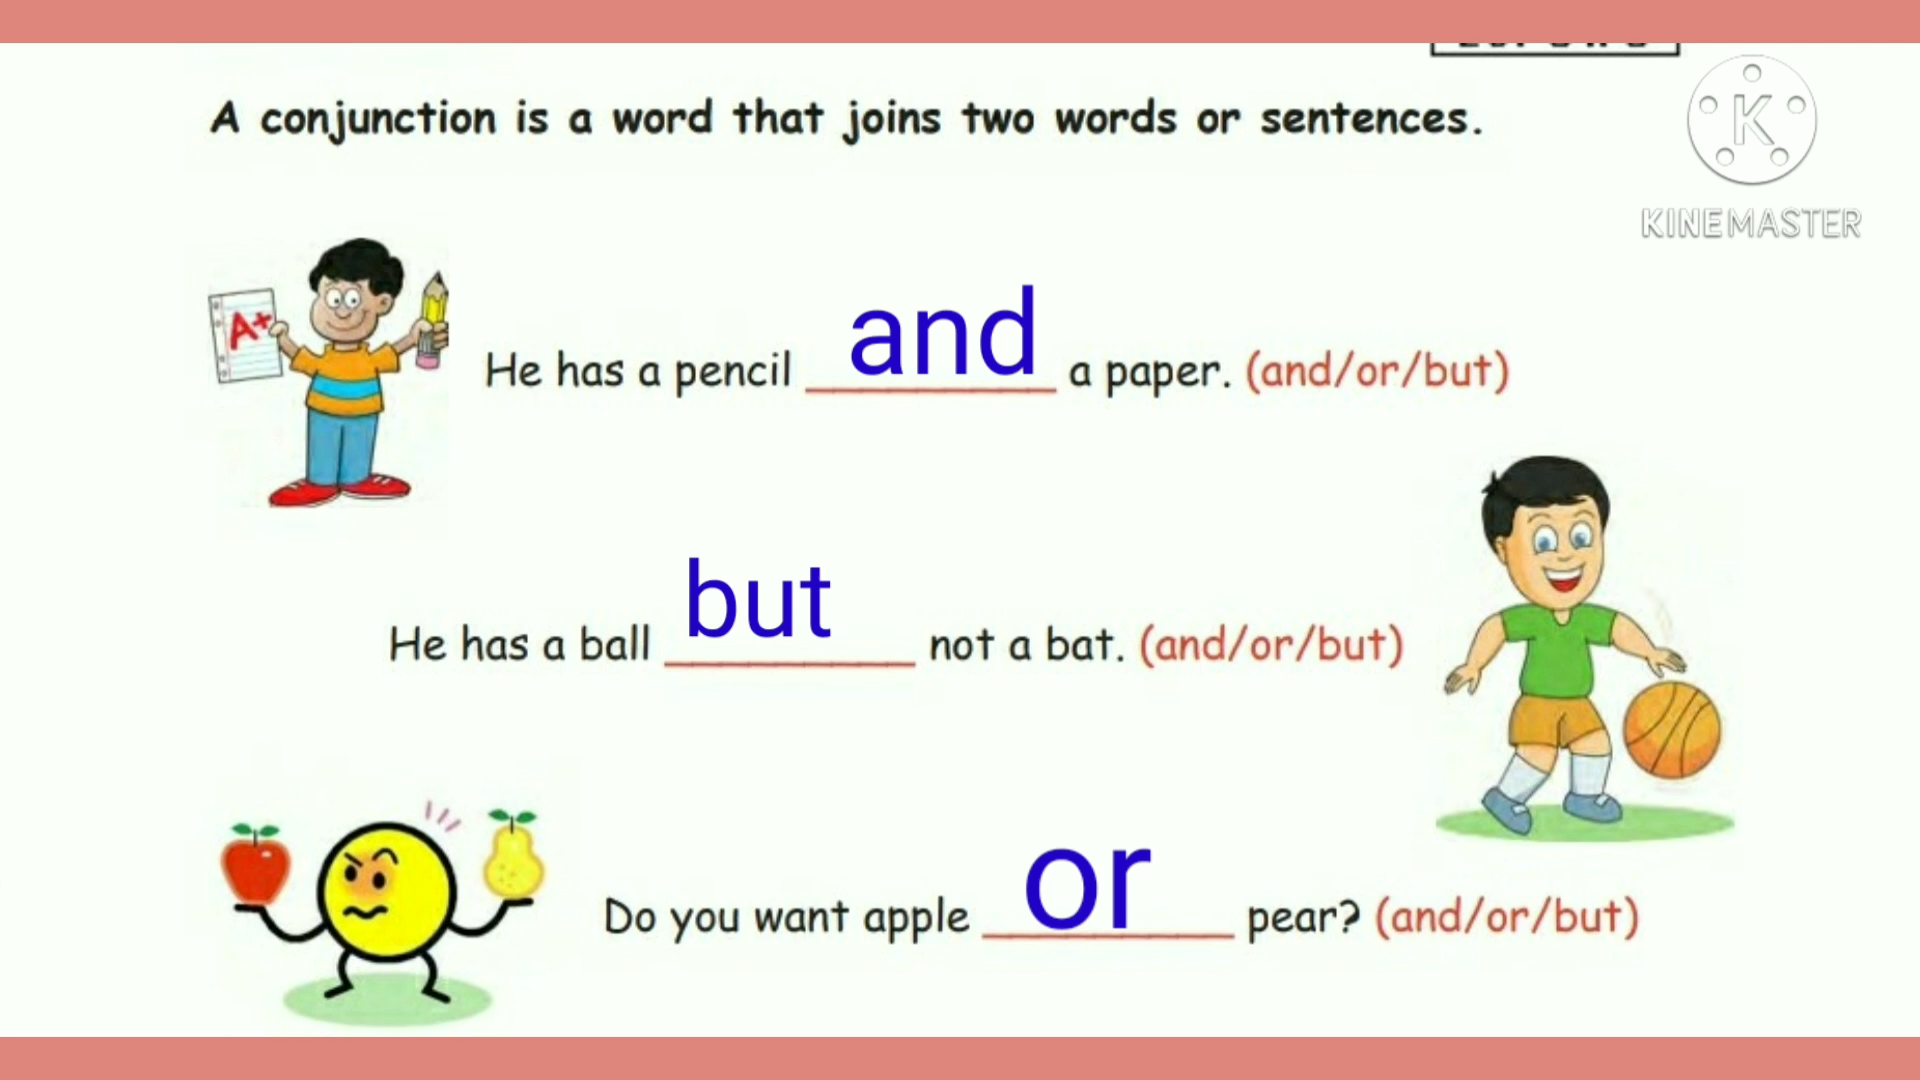 A conjunction is a word that joins two words or sentences.
K
KINEMASTER
A+
He has a pencil and a paper. (and/or/but)
He has a ball but not a bat. (and/or/but)
Do you want apple or pear? (and/or/but)